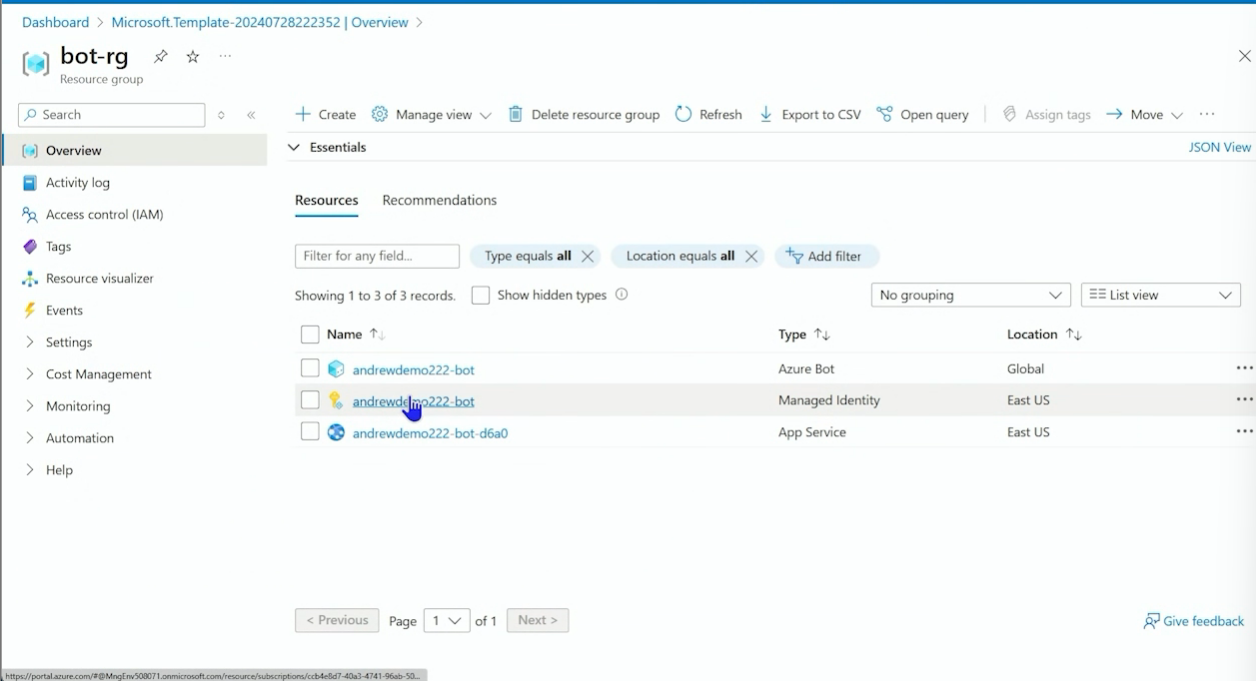 Dashboard > Microsoft.Template-20240728222352 | Overview >
bot-rg
Resource group
Search
Overview
Activity log
Access control (IAM)
Tags
Resource visualizer
Events
Settings
Cost Management
Monitoring
Automation
Help
Create Manage view Delete resource group Refresh Export to CSV Open query Assign tags Move ...
Essentials JSON View
Resources Recommendations
Filter for any field... Type equals all Location equals all Add filter
Showing 1 to 3 of 3 records. Show hidden types No grouping List view
Name Type Location
andrewdemo222-bot Azure Bot Global
andrewdemo222-bot Managed Identity East US
andrewdemo222-bot-d6a0 App Service East US
< Previous Page 1 of 1 Next > Give feedback
https://portal.azure.com/#@MngEnv508071.onmicrosoft.com/resource/subscriptions/ccb4e8d7-40a3-4741-96ab-50...